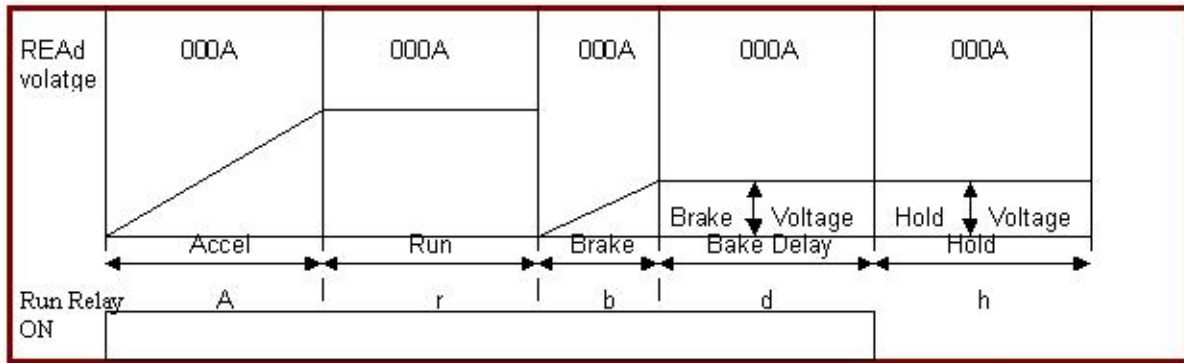 REAd 000A 000A 000A 000A 000A
volatge
Brake Voltage Hold Voltage
Accel Run Brake Bake Delay Hold
Run Relay A r b d h
ON